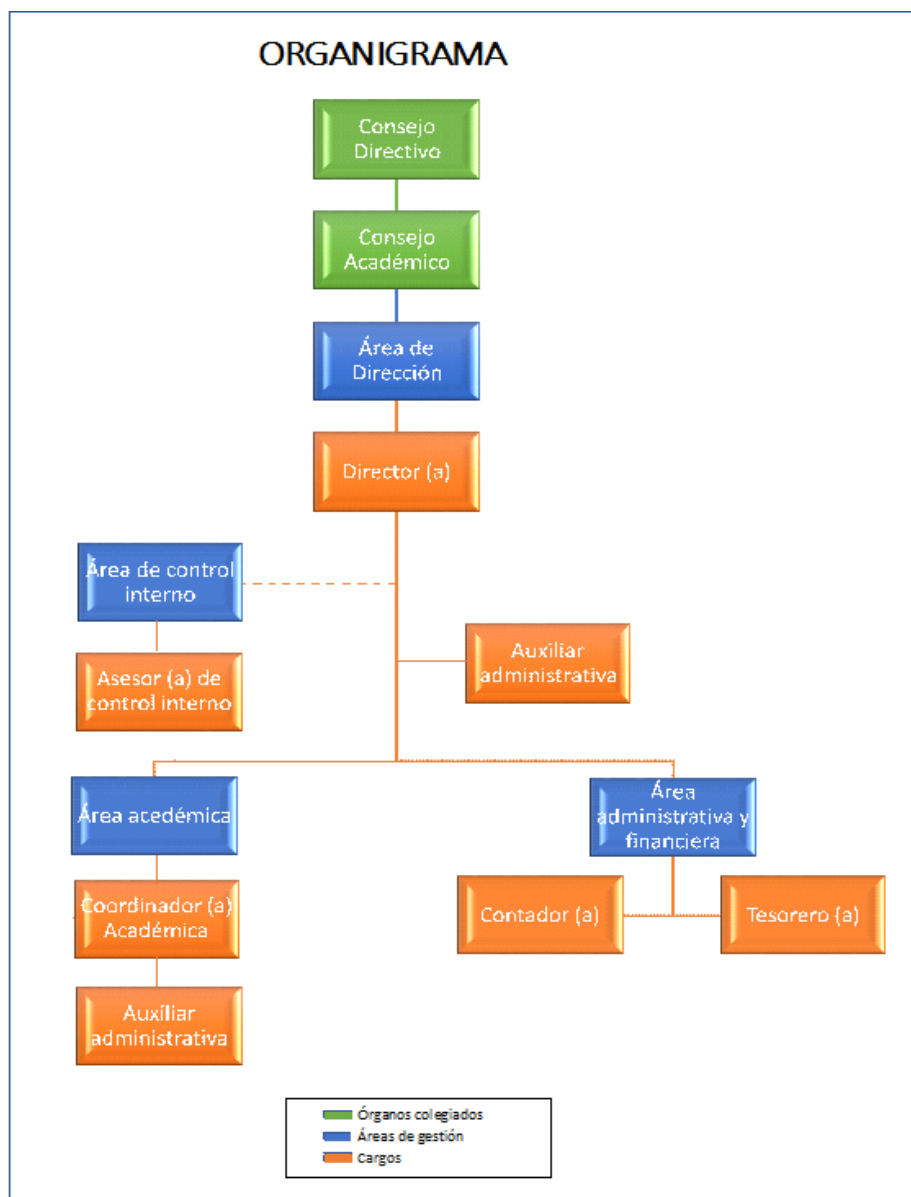 ORGANIGRAMA
Consejo
Directivo
Consejo
Académico
Área de
Dirección
Director (a)
Área de control
interno
Auxiliar
administrativa
Asesor (a) de
control interno
Área acedémica
Área
administrativa y
financiera
Coordinador (a)
Académica
Contador (a)
Tesorero (a)
Auxiliar
administrativa
Órganos colegiados
Áreas de gestión
Cargos